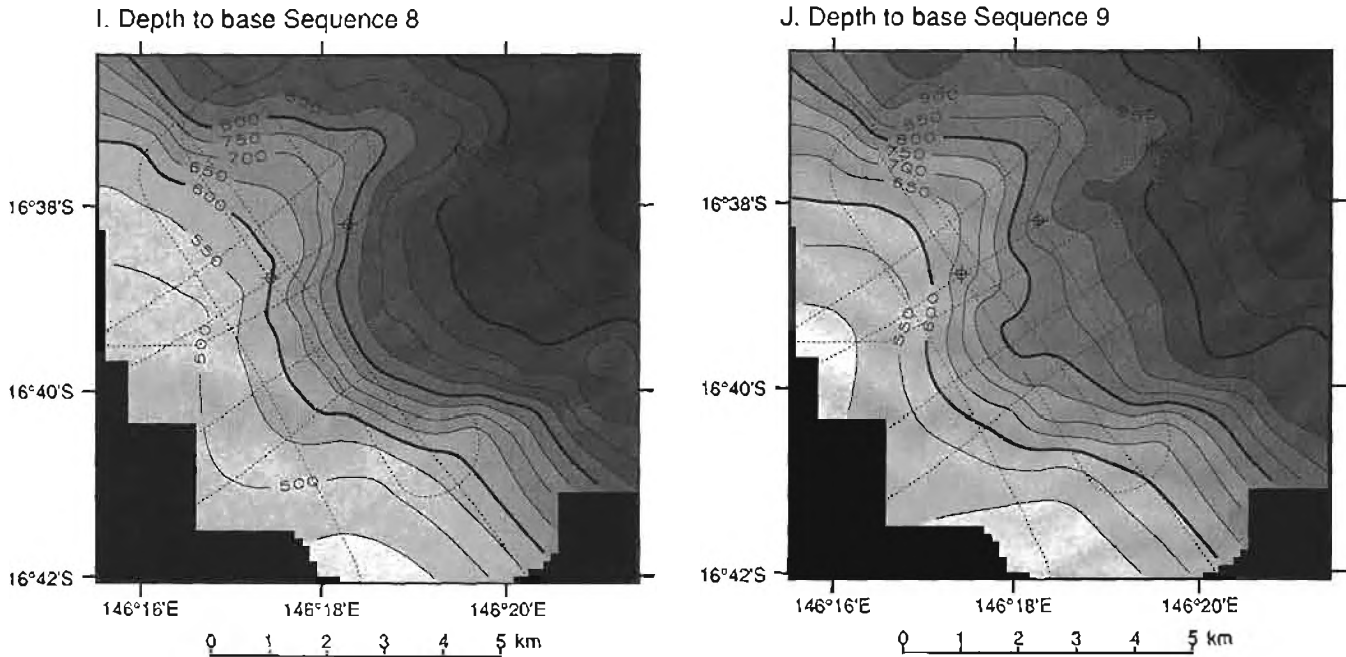 I. Depth to base Sequence 8
800
750
700
650
600
550
500
500
16°38'S
16°40'S
16°42'S
146°16'E
146°18'E
146°20'E
0 1 2 3 4 5 km
J. Depth to base Sequence 9
900
850
800
750
700
650
600
550
16°38'S
16°40'S
16°42'S
146°16'E
146°18'E
146°20'E
0 1 2 3 4 5 km